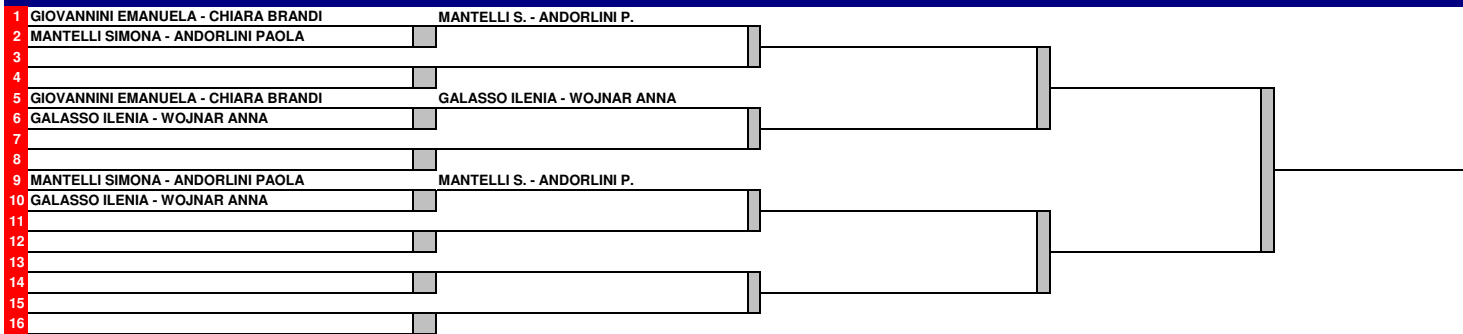 1 GIOVANNINI EMANUELA - CHIARA BRANDI MANTELLI S. - ANDORLINI P.
2 MANTELLI SIMONA - ANDORLINI PAOLA
3
4
5 GIOVANNINI EMANUELA - CHIARA BRANDI GALASSO ILENIA - WOJNAR ANNA
6 GALASSO ILENIA - WOJNAR ANNA
7
8
9 MANTELLI SIMONA - ANDORLINI PAOLA MANTELLI S. - ANDORLINI P.
10 GALASSO ILENIA - WOJNAR ANNA
11
12
13
14
15
16